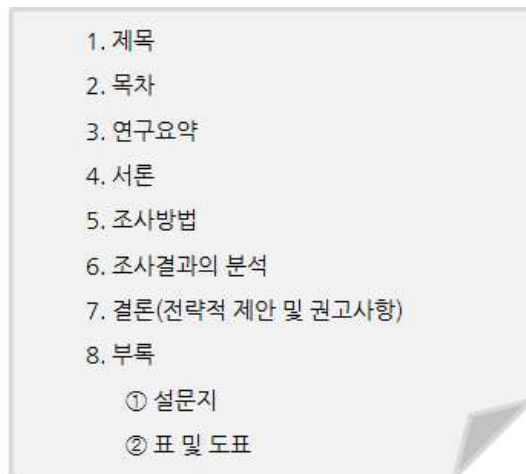 1. 제목
2. 목차
3. 연구요약
4. 서론
5. 조사방법
6. 조사결과의 분석
7. 결론(전략적 제안 및 권고사항)
8. 부록
① 설문지
② 표 및 도표